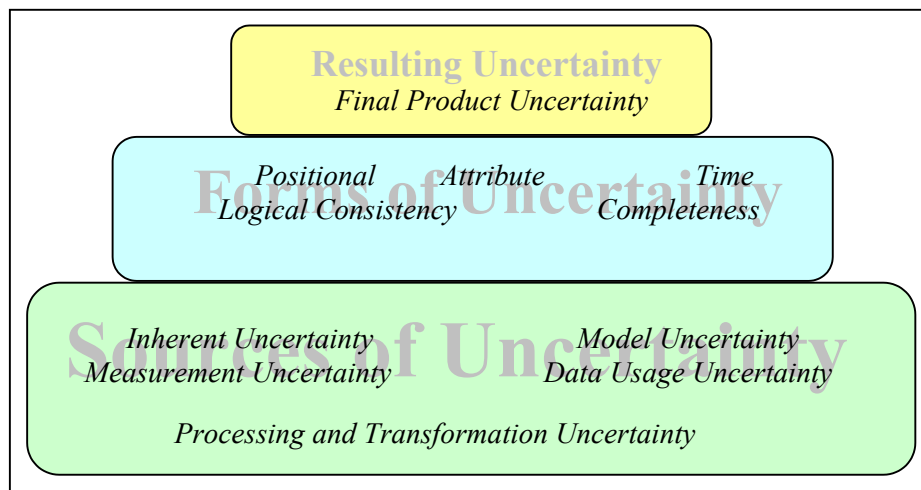 Resulting Uncertainty
Final Product Uncertainty
Forms of Uncertainty
Positional Attribute Time
Logical Consistency Completeness
Sources of Uncertainty
Inherent Uncertainty Model Uncertainty
Measurement Uncertainty Data Usage Uncertainty
Processing and Transformation Uncertainty